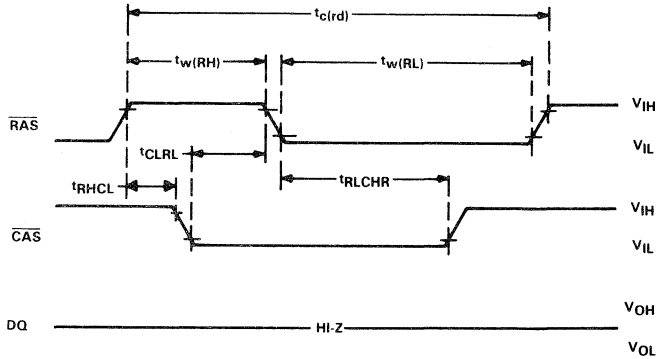 tc(rd)
tw(RH)
tw(RL)
RAS
VIH
VIL
tCLRL
tRHCL
tRLCHR
CAS
VIH
VIL
DQ
HI-Z
VOH
VOL